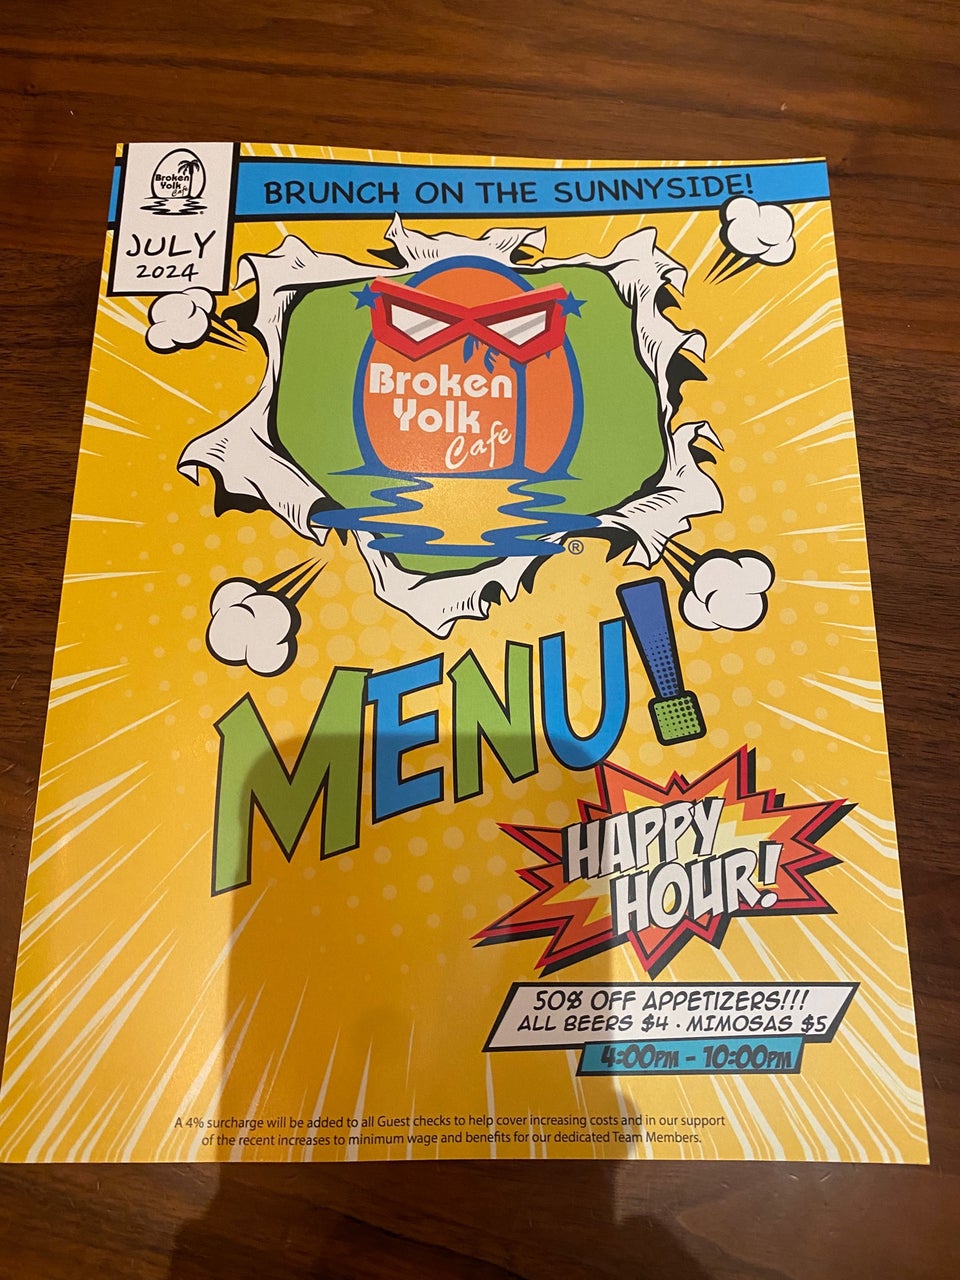 Broken
Yolk
Cafe
JULY
2024
BRUNCH ON THE SUNNYSIDE!
Broken
Yolk
Cafe
®
MENU!
HAPPY
HOUR!
50% OFF APPETIZERS!!!
ALL BEERS $4 · MIMOSAS $5
4:00PM - 10:00PM
A 4% surcharge will be added to all Guest checks to help cover increasing costs and in our support
of the recent increases to minimum wage and benefits for our dedicated Team Members.